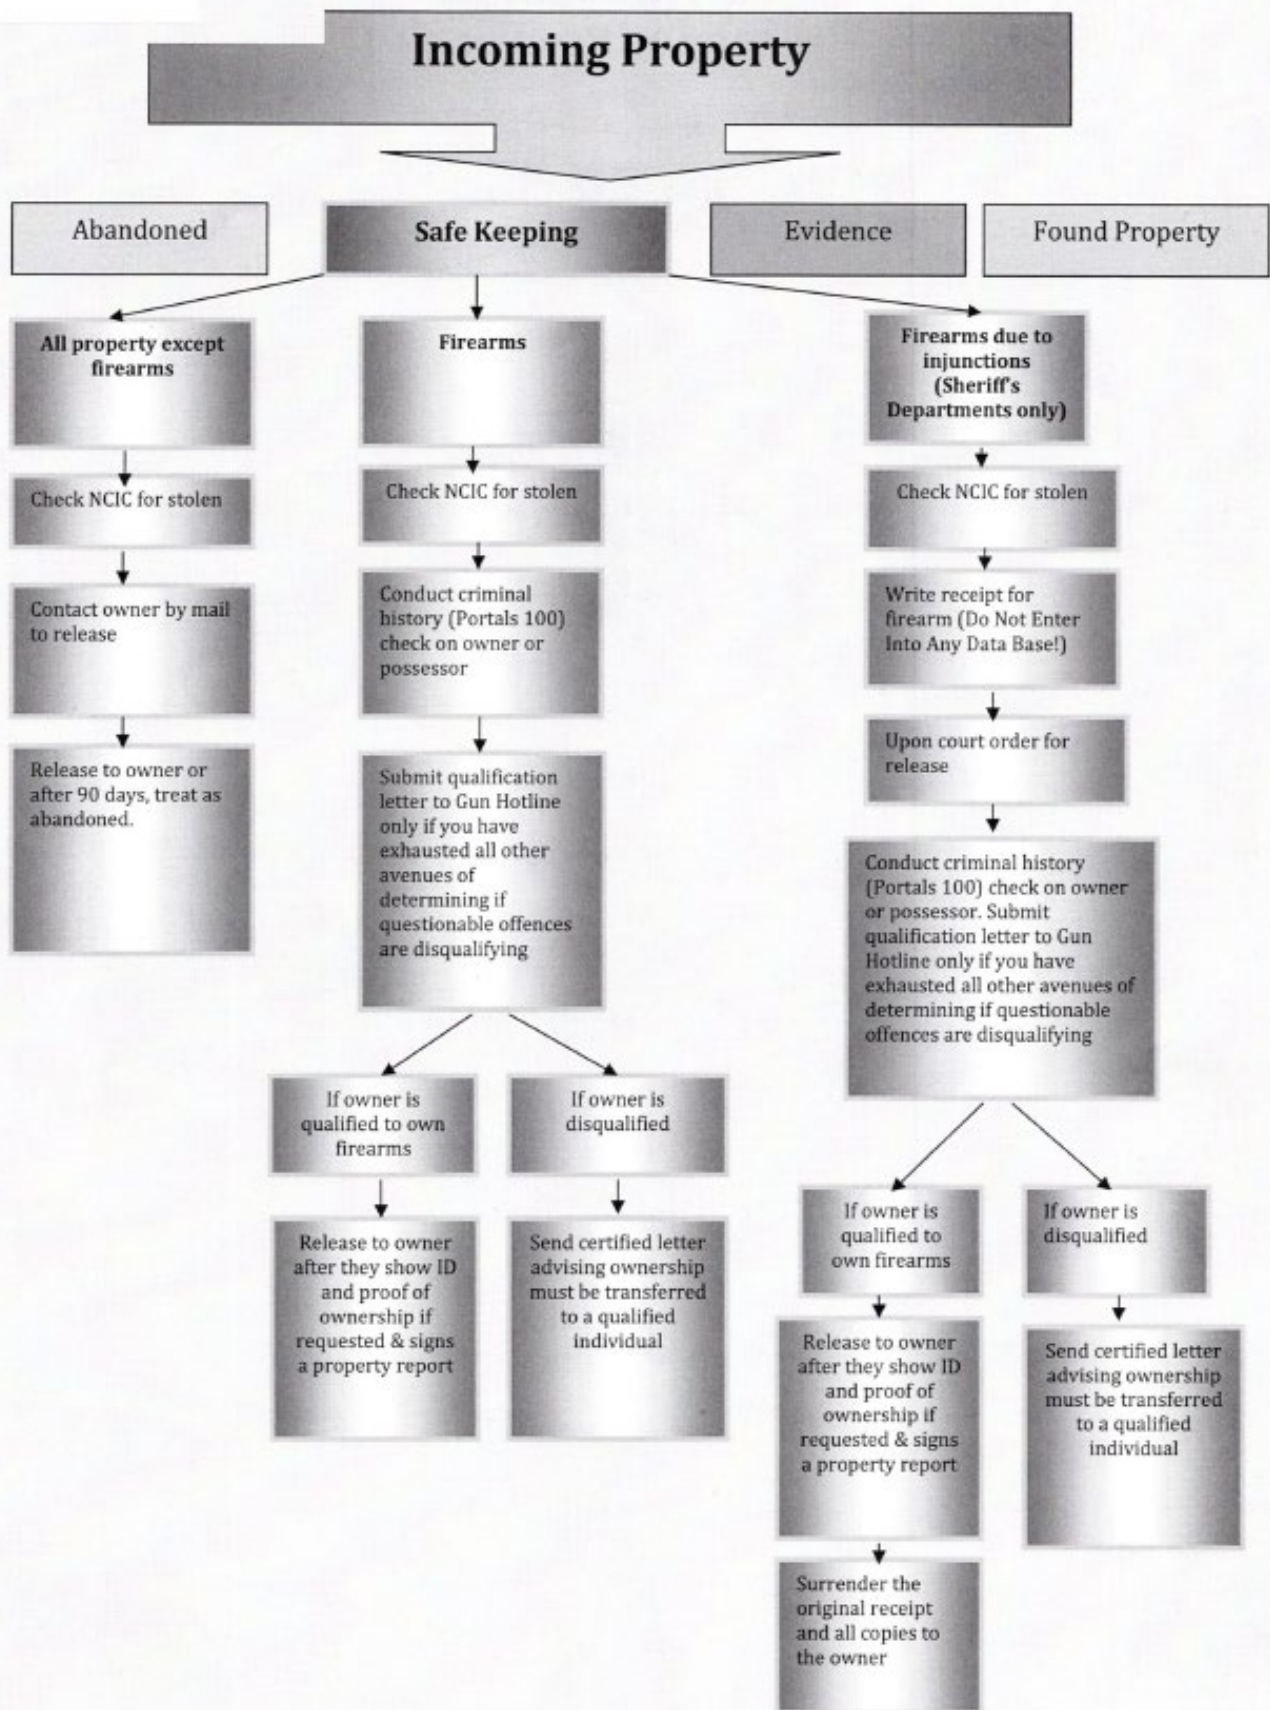 Incoming Property
Abandoned
Safe Keeping
Evidence
Found Property
All property except
firearms
Check NCIC for stolen
Contact owner by mail
to release
Release to owner or
after 90 days, treat as
abandoned.
Firearms
Check NCIC for stolen
Conduct criminal
history (Portals 100)
check on owner or
possessor
Submit qualification
letter to Gun Hotline
only if you have
exhausted all other
avenues of
determining if
questionable offences
are disqualifying
If owner is
qualified to own
firearms
Release to owner
after they show ID
and proof of
ownership if
requested & signs
a property report
If owner is
disqualified
Send certified letter
advising ownership
must be transferred
to a qualified
individual
Firearms due to
injunctions
(Sheriff's
Departments only)
Check NCIC for stolen
Write receipt for
firearm (Do Not Enter
Into Any Data Base!)
Upon court order for
release
Conduct criminal history
(Portals 100) check on owner
or possessor. Submit
qualification letter to Gun
Hotline only if you have
exhausted all other avenues of
determining if questionable
offences are disqualifying
If owner is
qualified to
own firearms
Release to owner
after they show ID
and proof of
ownership if
requested & signs
a property report
Surrender the
original receipt
and all copies to
the owner
If owner is
disqualified
Send certified letter
advising ownership
must be transferred
to a qualified
individual